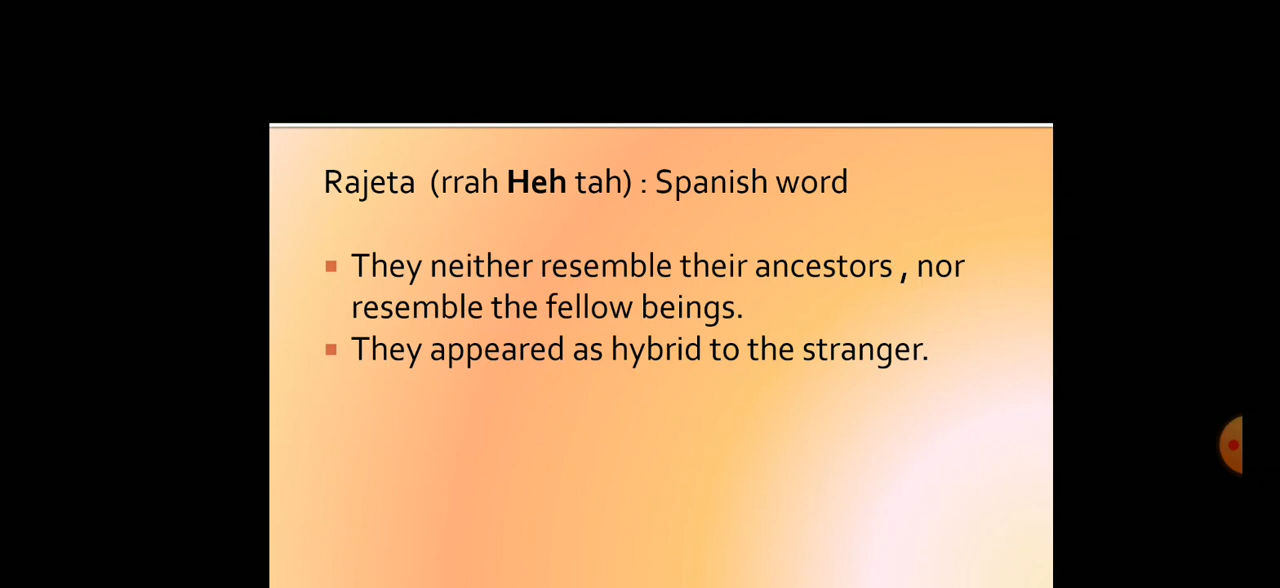 Rajeta (rrah Heh tah) : Spanish word
They neither resemble their ancestors , nor
resemble the fellow beings.
They appeared as hybrid to the stranger.